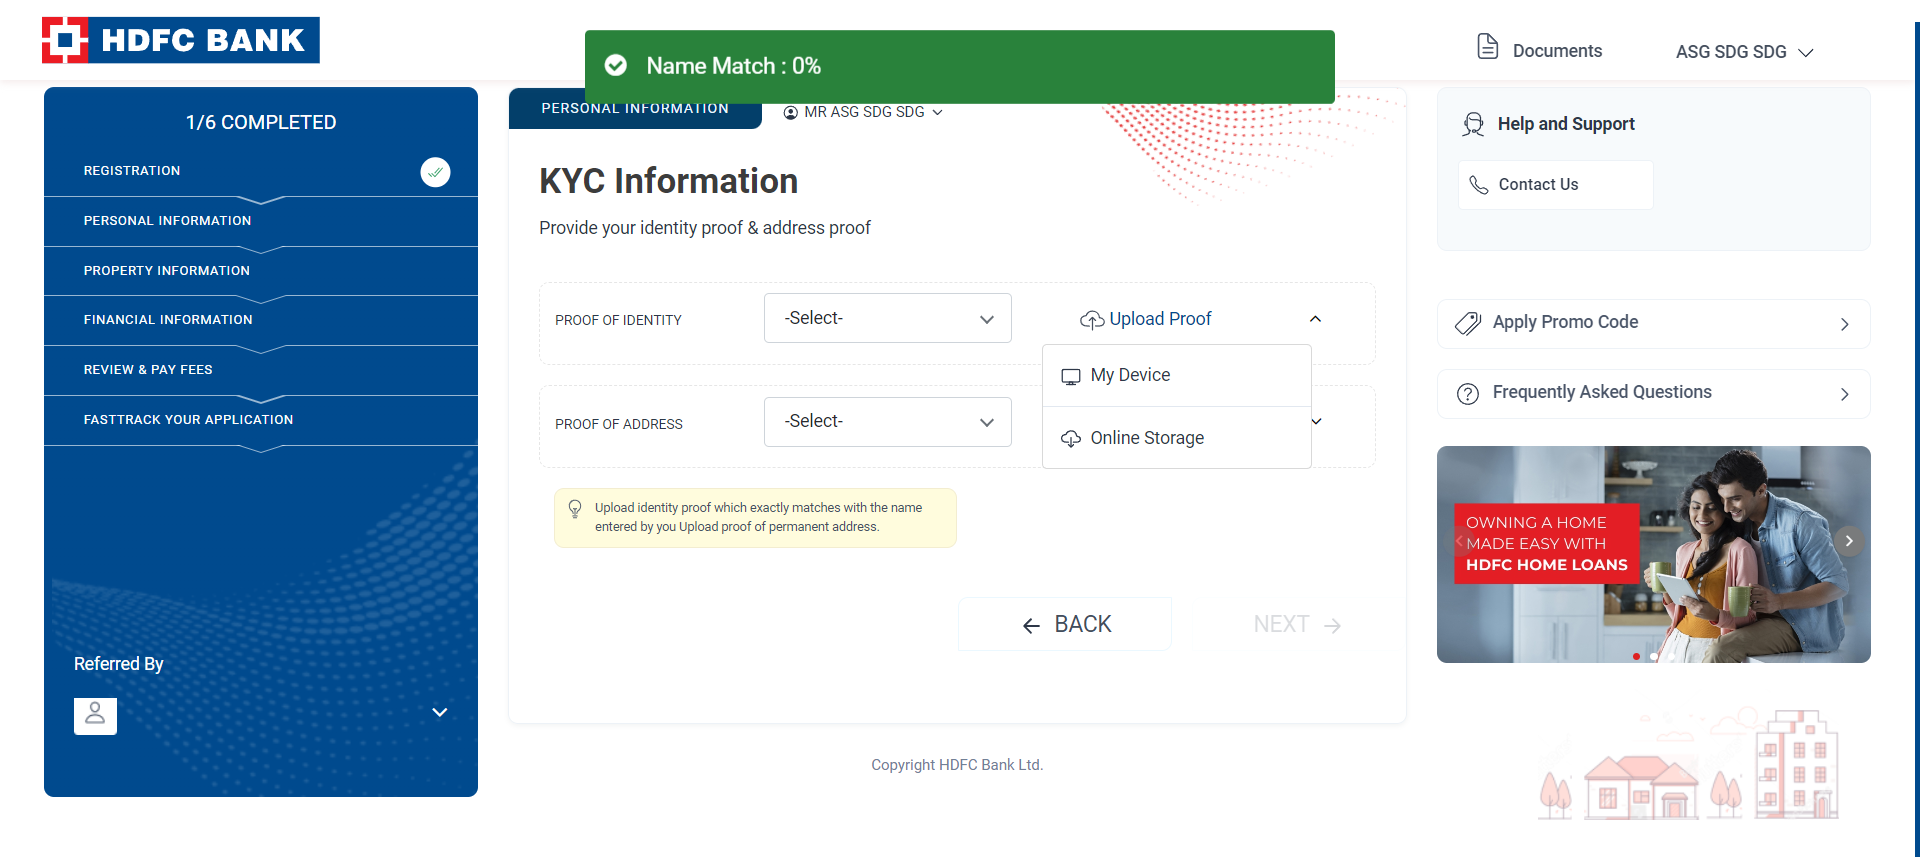 HDFC BANK
Name Match : 0%
Documents
ASG SDG SDG
1/6 COMPLETED
REGISTRATION
PERSONAL INFORMATION
PROPERTY INFORMATION
FINANCIAL INFORMATION
REVIEW & PAY FEES
FASTTRACK YOUR APPLICATION
Referred By
PERSONAL INFORMATION
MR ASG SDG SDG
KYC Information
Provide your identity proof & address proof
PROOF OF IDENTITY
-Select-
Upload Proof
My Device
Online Storage
PROOF OF ADDRESS
-Select-
Upload identity proof which exactly matches with the name
entered by you Upload proof of permanent address.
BACK
NEXT
Copyright HDFC Bank Ltd.
Help and Support
Contact Us
Apply Promo Code
Frequently Asked Questions
OWNING A HOME
MADE EASY WITH
HDFC HOME LOANS